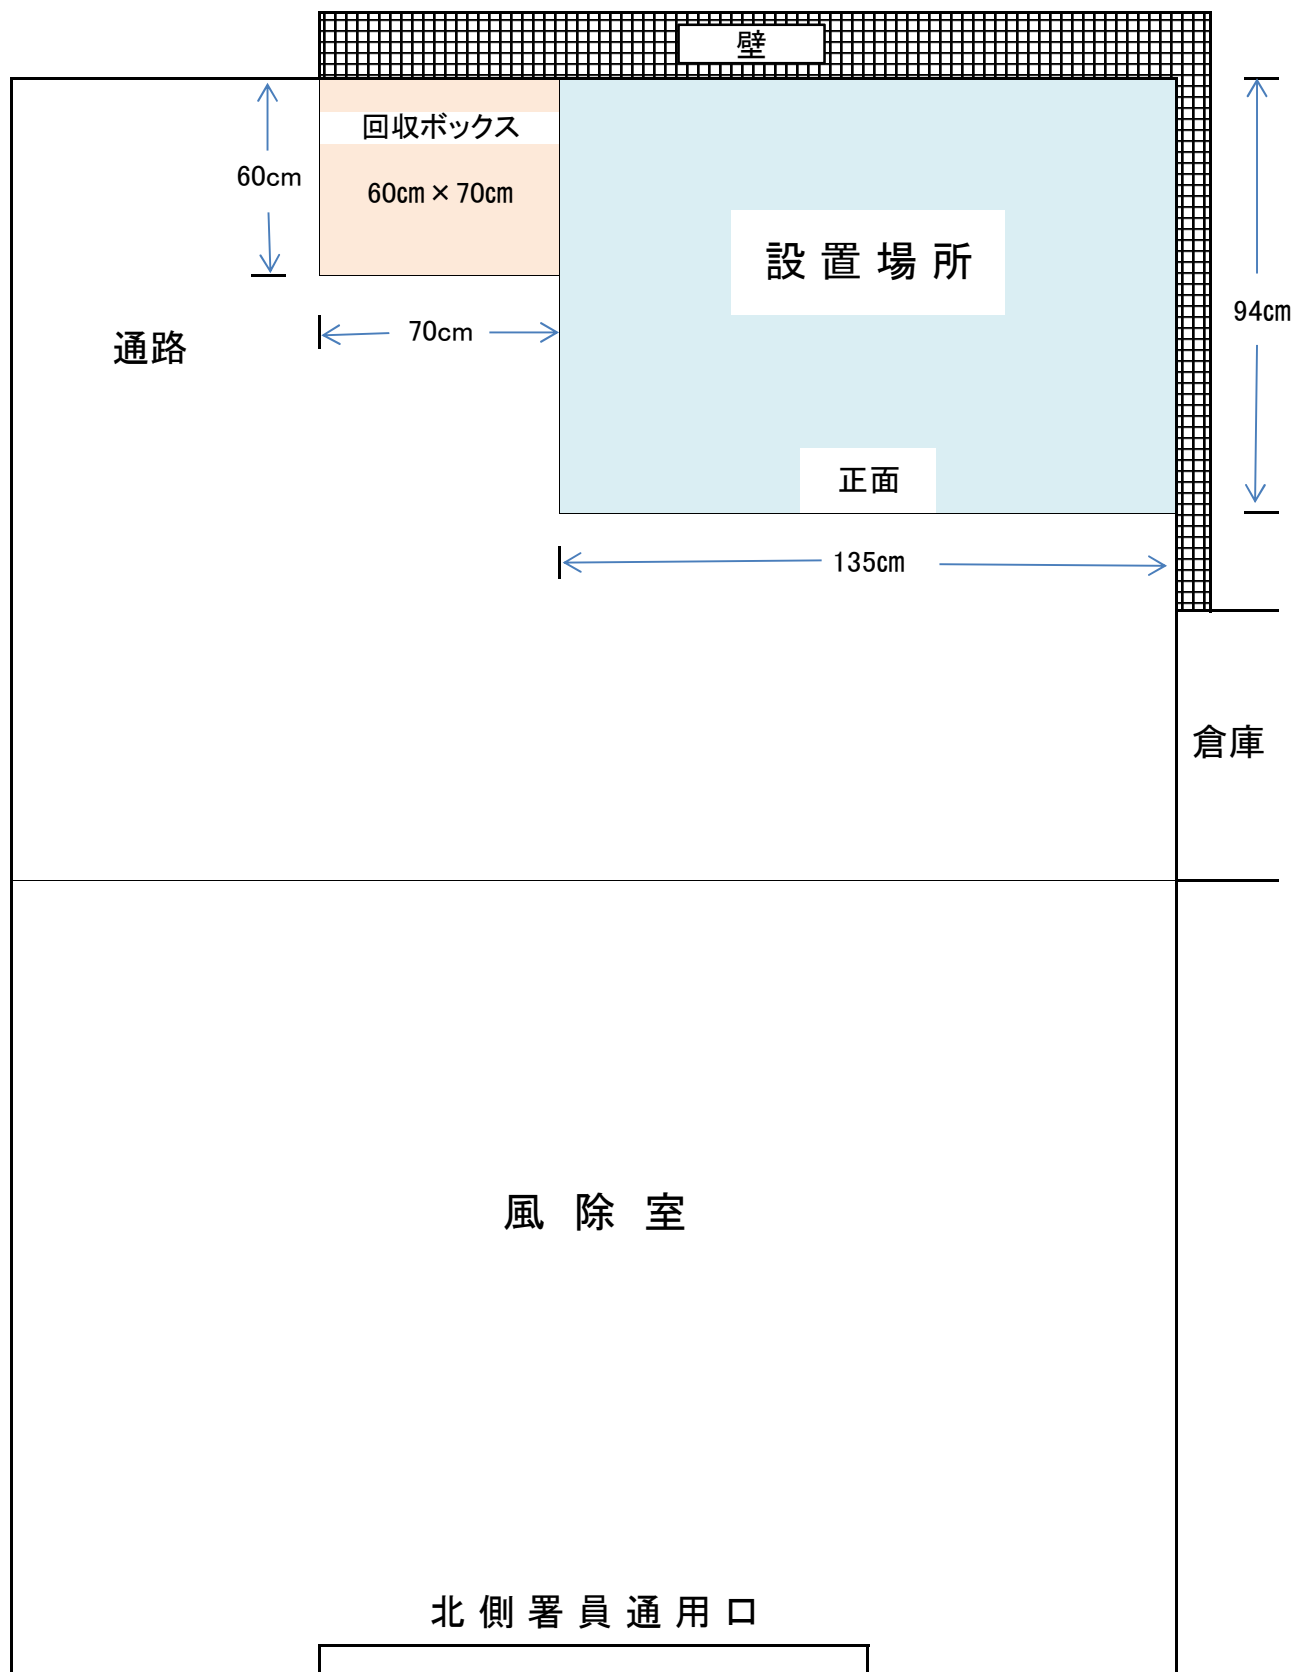 壁
回収ボックス
60cm
60㎝×70㎝
設置場所
94㎝
70cm
通路
正面
135㎝
倉庫
風除室
北側署員通用口